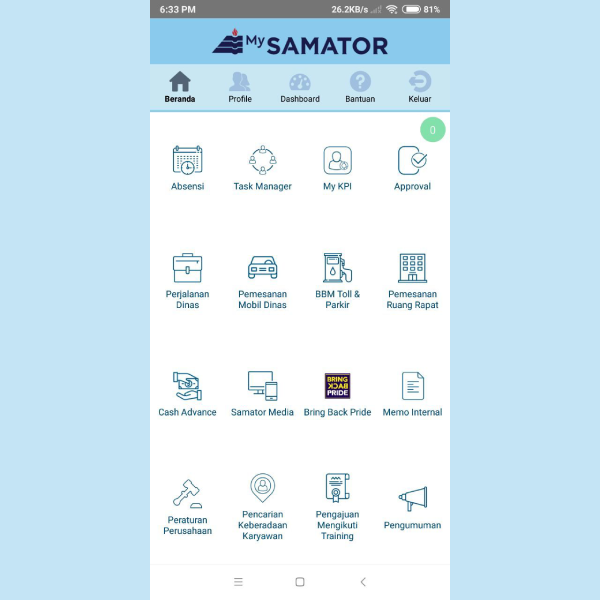 6:33 PM 26.2KB/s 81%
My SAMATOR
Beranda Profile Dashboard Bantuan Keluar
0
Absensi Task Manager My KPI Approval
Perjalanan Pemesanan BBM Toll & Pemesanan
Dinas Mobil Dinas Parkir Ruang Rapat
BRING
BACK
PRIDE
Cash Advance Samator Media Bring Back Pride Memo Internal
Peraturan
Perusahaan
Pencarian
Keberadaan
Karyawan
Pengajuan
Mengikuti
Training
Pengumuman